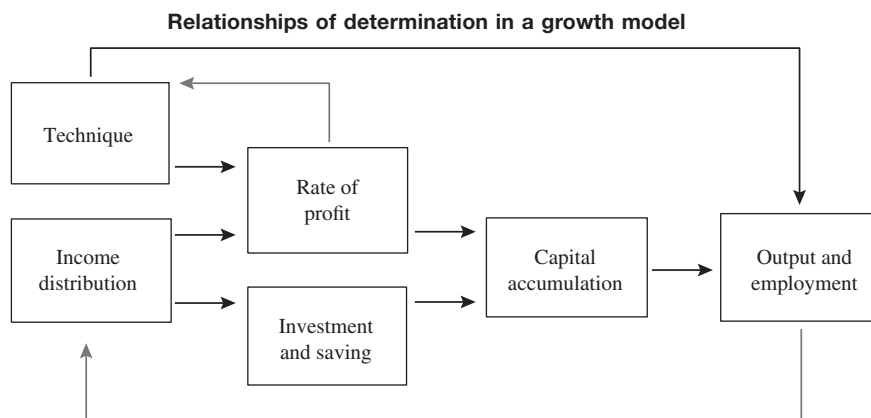 Relationships of determination in a growth model
Technique
Rate of
profit
Income
distribution
Capital
accumulation
Output and
employment
Investment
and saving